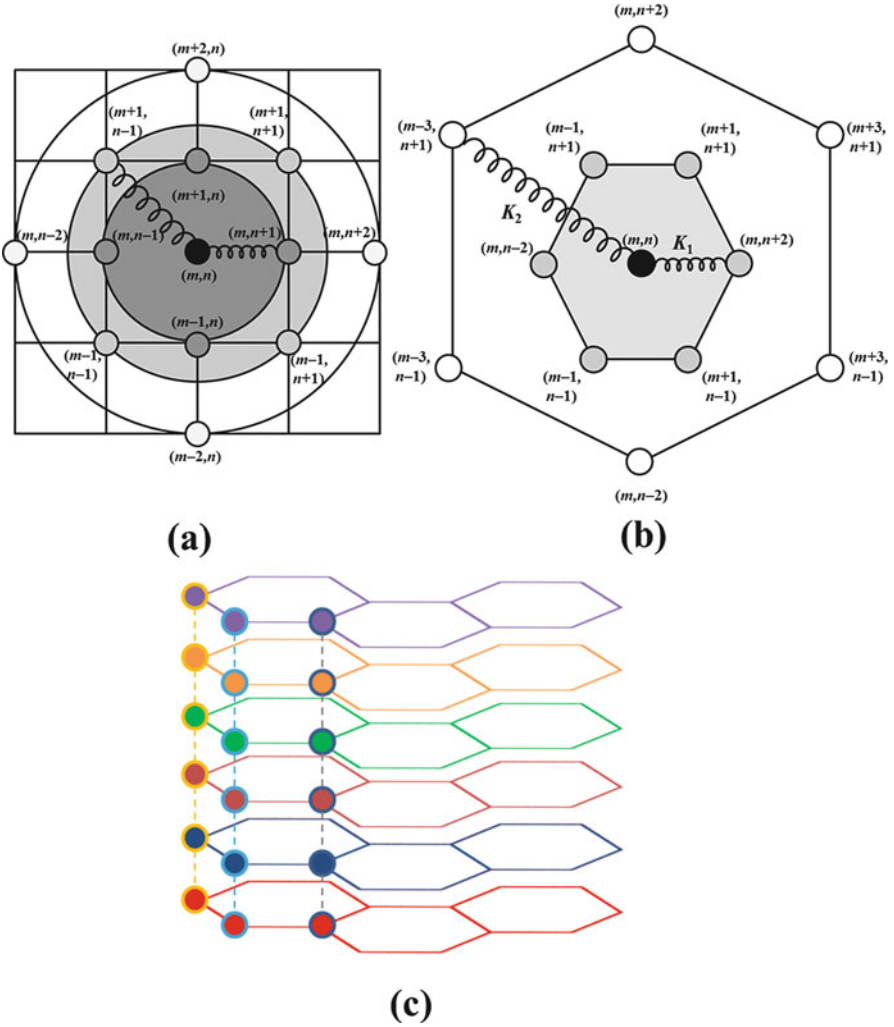 (m+2,n)
(m+1,
n−1)
(m+1,
n+1)
(m+1,n)
(m,n−2)
(m,n−1)
(m,n+1)
(m,n+2)
(m,n)
(m−1,n)
(m−1,
n−1)
(m−1,
n+1)
(m−2,n)
(a)
(m,n+2)
(m−3,
n+1)
(m+3,
n+1)
(m−1,
n+1)
(m+1,
n+1)
K2
(m,n−2)
(m,n)
K1
(m,n+2)
(m−3,
n−1)
(m+3,
n−1)
(m−1,
n−1)
(m+1,
n−1)
(m,n−2)
(b)
(c)